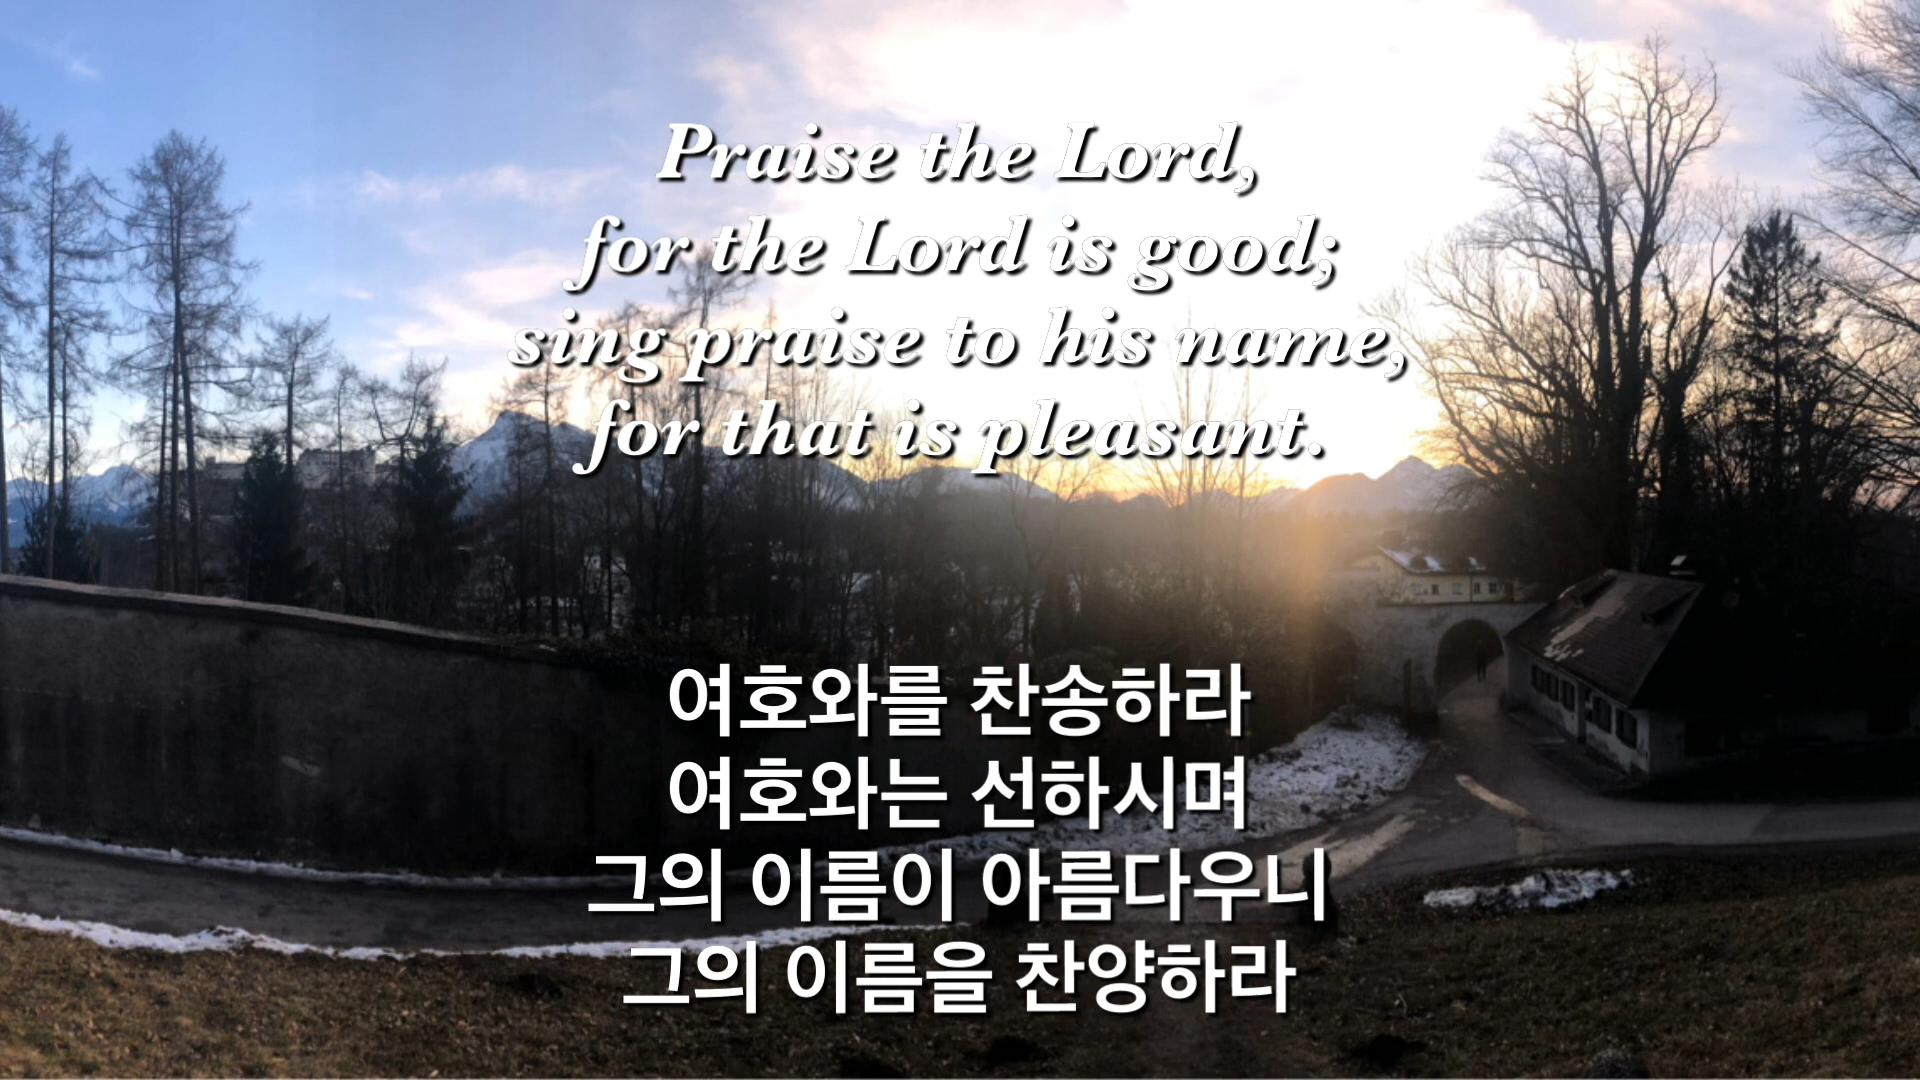 Praise the Lord,
for the Lord is good;
sing praise to his name,
for that is pleasant.
여호와를 찬송하라
여호와는 선하시며
그의 이름이 아름다우니
그의 이름을 찬양하라